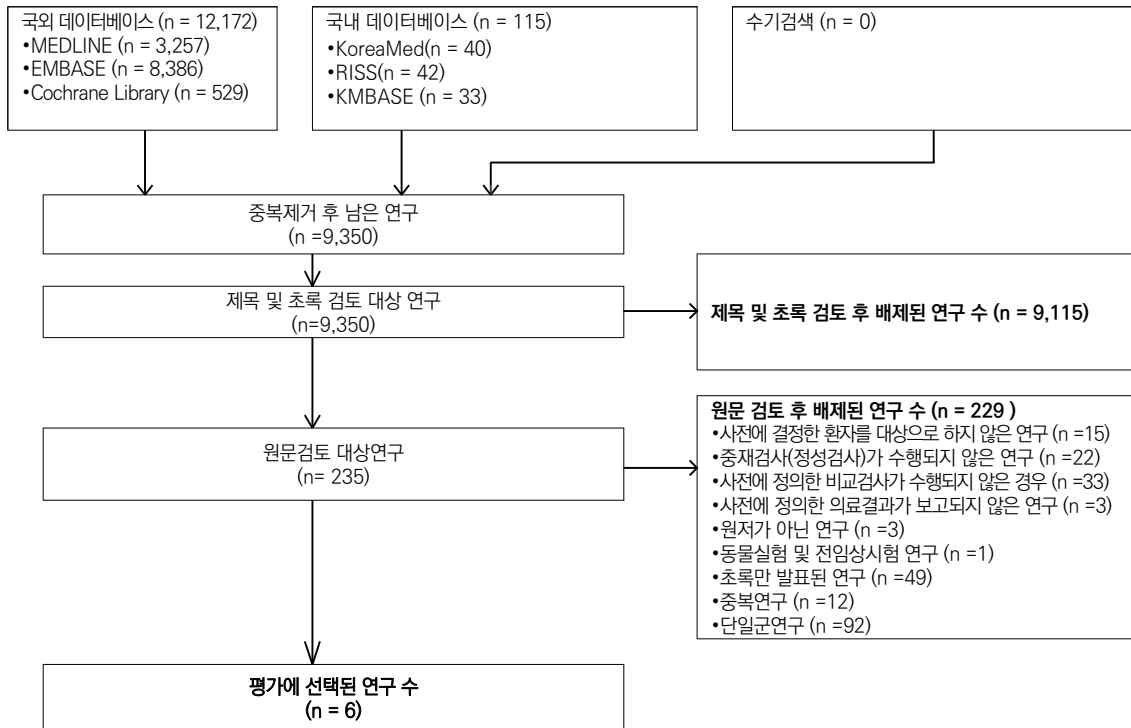 국외 데이터베이스 (n = 12,172)
•MEDLINE (n = 3,257)
•EMBASE (n = 8,386)
•Cochrane Library (n = 529)
국내 데이터베이스 (n = 115)
•KoreaMed(n = 40)
•RISS(n = 42)
•KMBASE (n = 33)
수기검색 (n = 0)
중복제거 후 남은 연구
(n =9,350)
제목 및 초록 검토 대상 연구
(n=9,350)
제목 및 초록 검토 후 배제된 연구 수 (n = 9,115)
원문검토 대상연구
(n= 235)
원문 검토 후 배제된 연구 수 (n = 229 )
•사전에 결정한 환자를 대상으로 하지 않은 연구 (n =15)
•중재검사(정성검사)가 수행되지 않은 연구 (n =22)
•사전에 정의한 비교검사가 수행되지 않은 경우 (n =33)
•사전에 정의한 의료결과가 보고되지 않은 연구 (n =3)
•원저가 아닌 연구 (n =3)
•동물실험 및 전임상시험 연구 (n =1)
•초록만 발표된 연구 (n =49)
•중복연구 (n =12)
•단일군연구 (n =92)
평가에 선택된 연구 수
(n = 6)